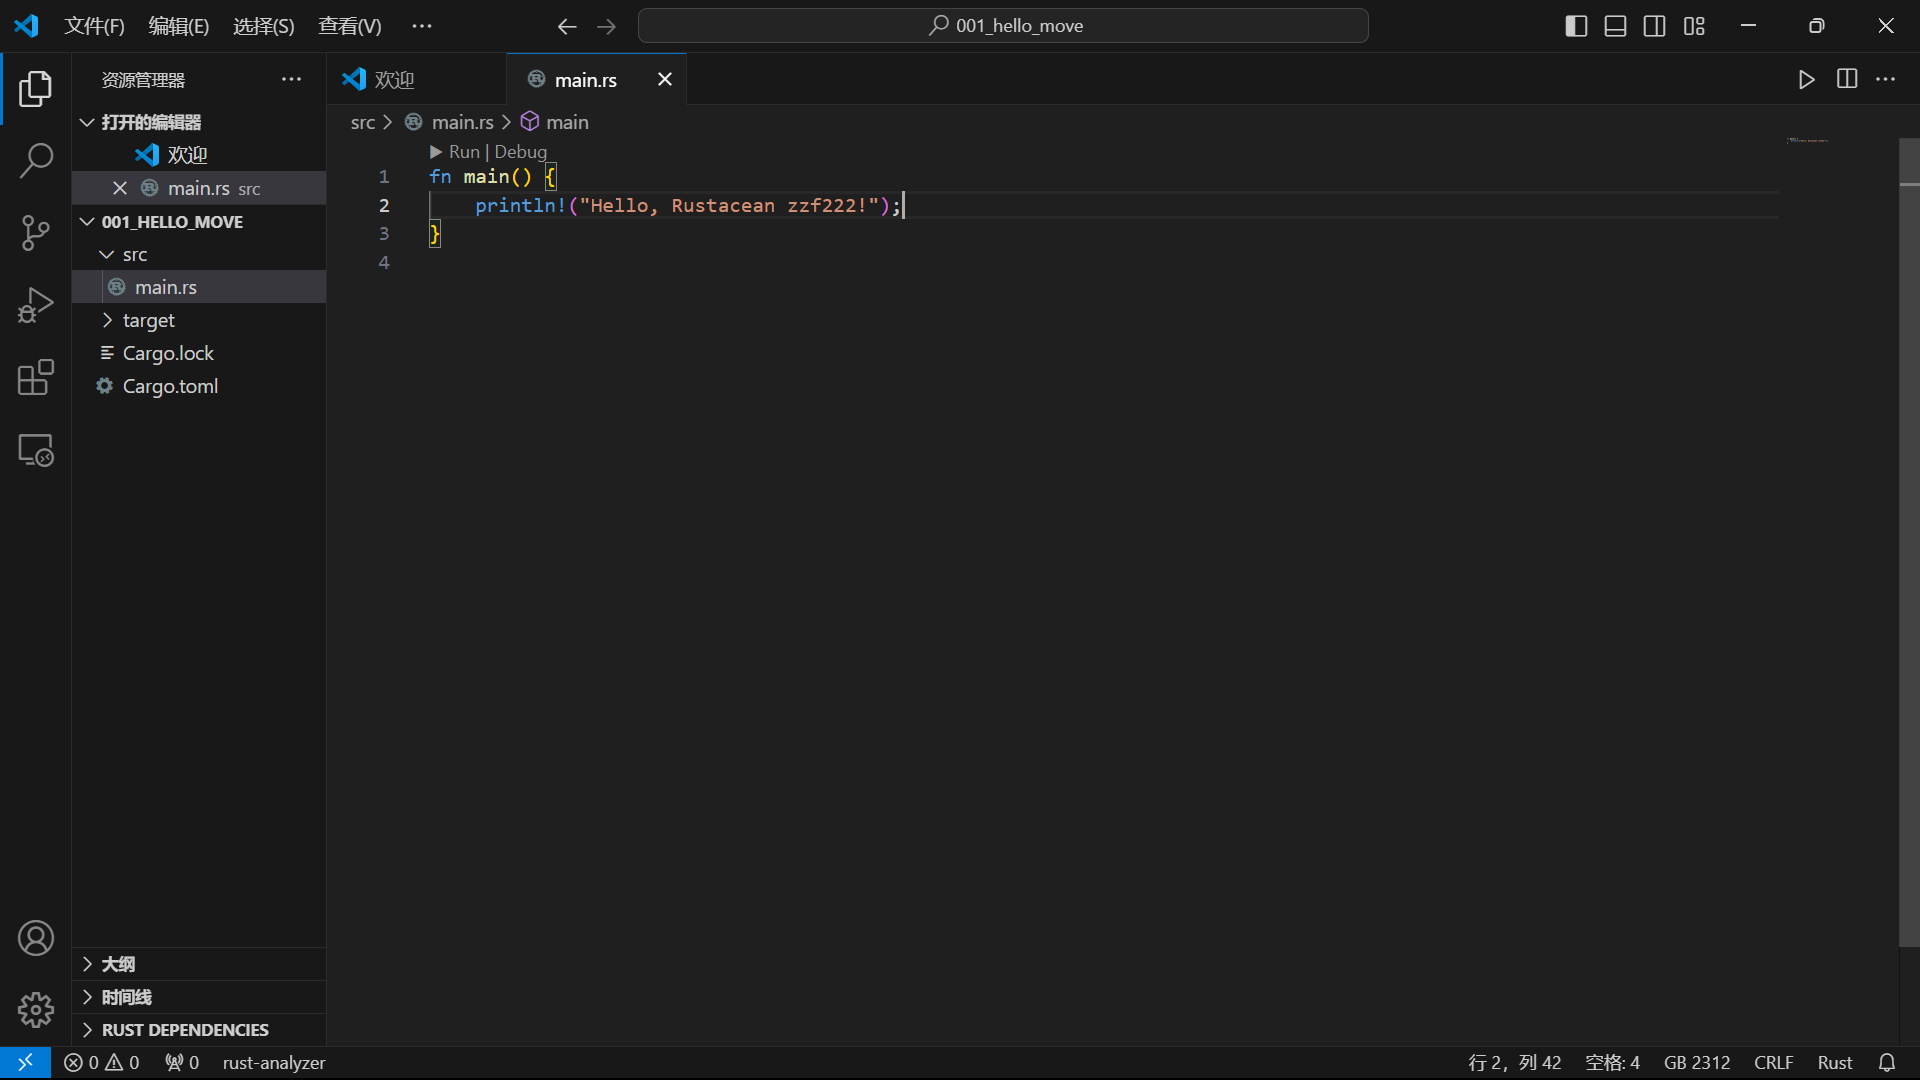 文件(F) 编辑(E) 选择(S) 查看(V) ··· 001_hello_move
资源管理器 ···
打开的编辑器
欢迎
main.rs src
001_HELLO_MOVE
src
main.rs
target
Cargo.lock
Cargo.toml
大纲
时间线
RUST DEPENDENCIES
欢迎 main.rs
src > main.rs > main
Run | Debug
1 fn main() {
2     println!("Hello, Rustacean zzf222!");
3 }
4
0 0 0 rust-analyzer 行 2，列 42 空格: 4 GB 2312 CRLF Rust